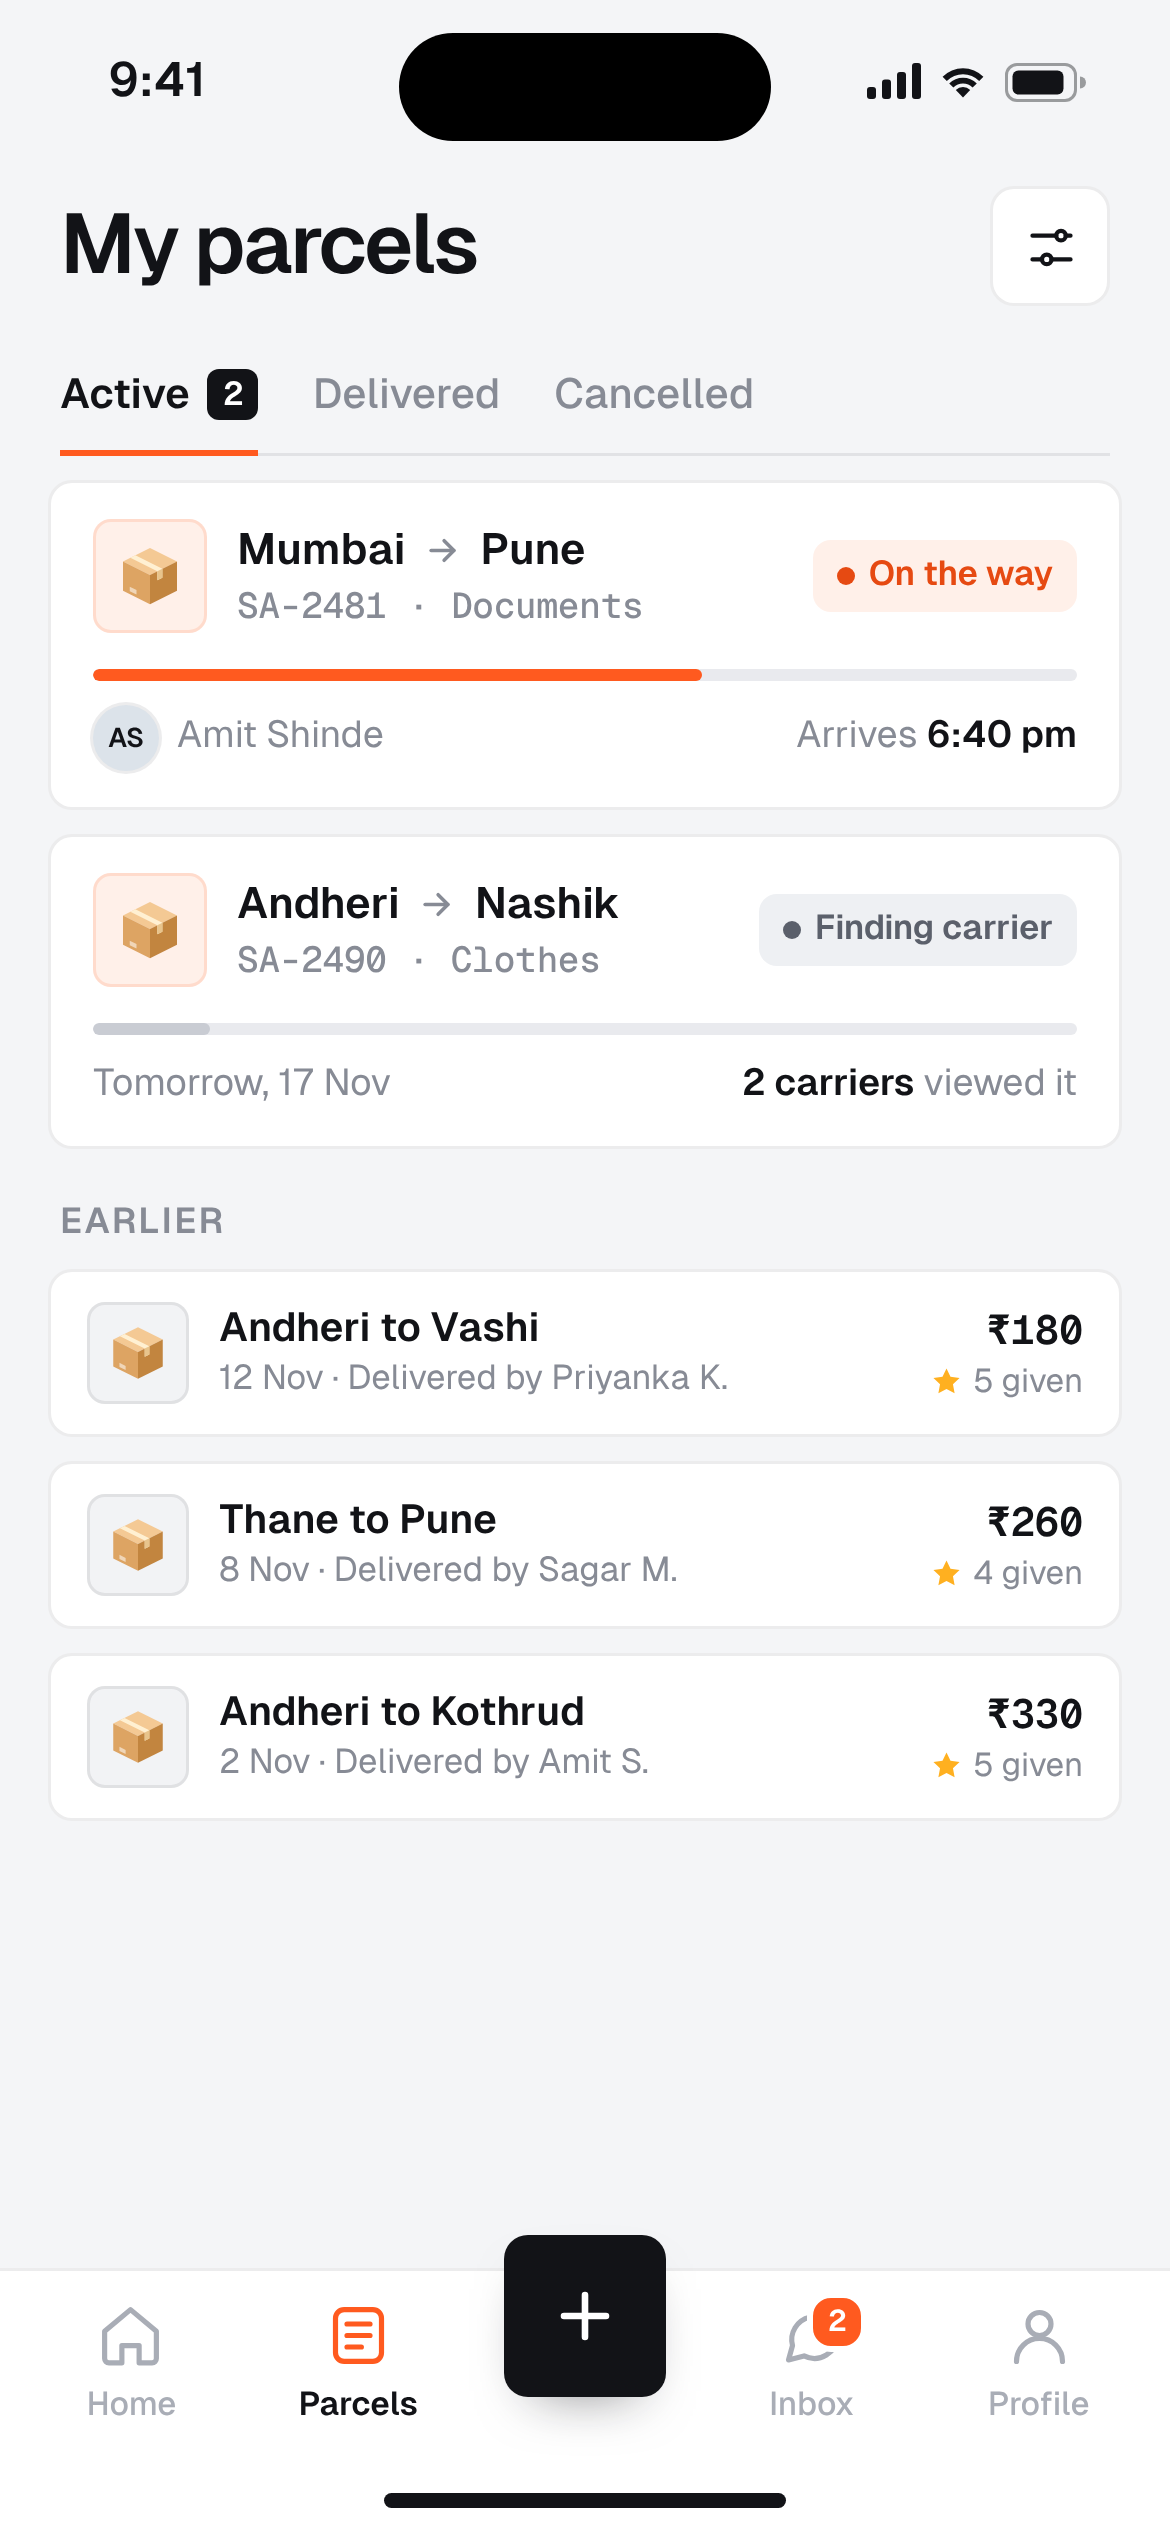 9:41
My parcels
Active 2 Delivered Cancelled
Mumbai → Pune
SA-2481 · Documents
On the way
AS Amit Shinde
Arrives 6:40 pm
Andheri → Nashik
SA-2490 · Clothes
Finding carrier
Tomorrow, 17 Nov
2 carriers viewed it
EARLIER
Andheri to Vashi
12 Nov · Delivered by Priyanka K.
₹180
5 given
Thane to Pune
8 Nov · Delivered by Sagar M.
₹260
4 given
Andheri to Kothrud
2 Nov · Delivered by Amit S.
₹330
5 given
2
Home Parcels Inbox Profile